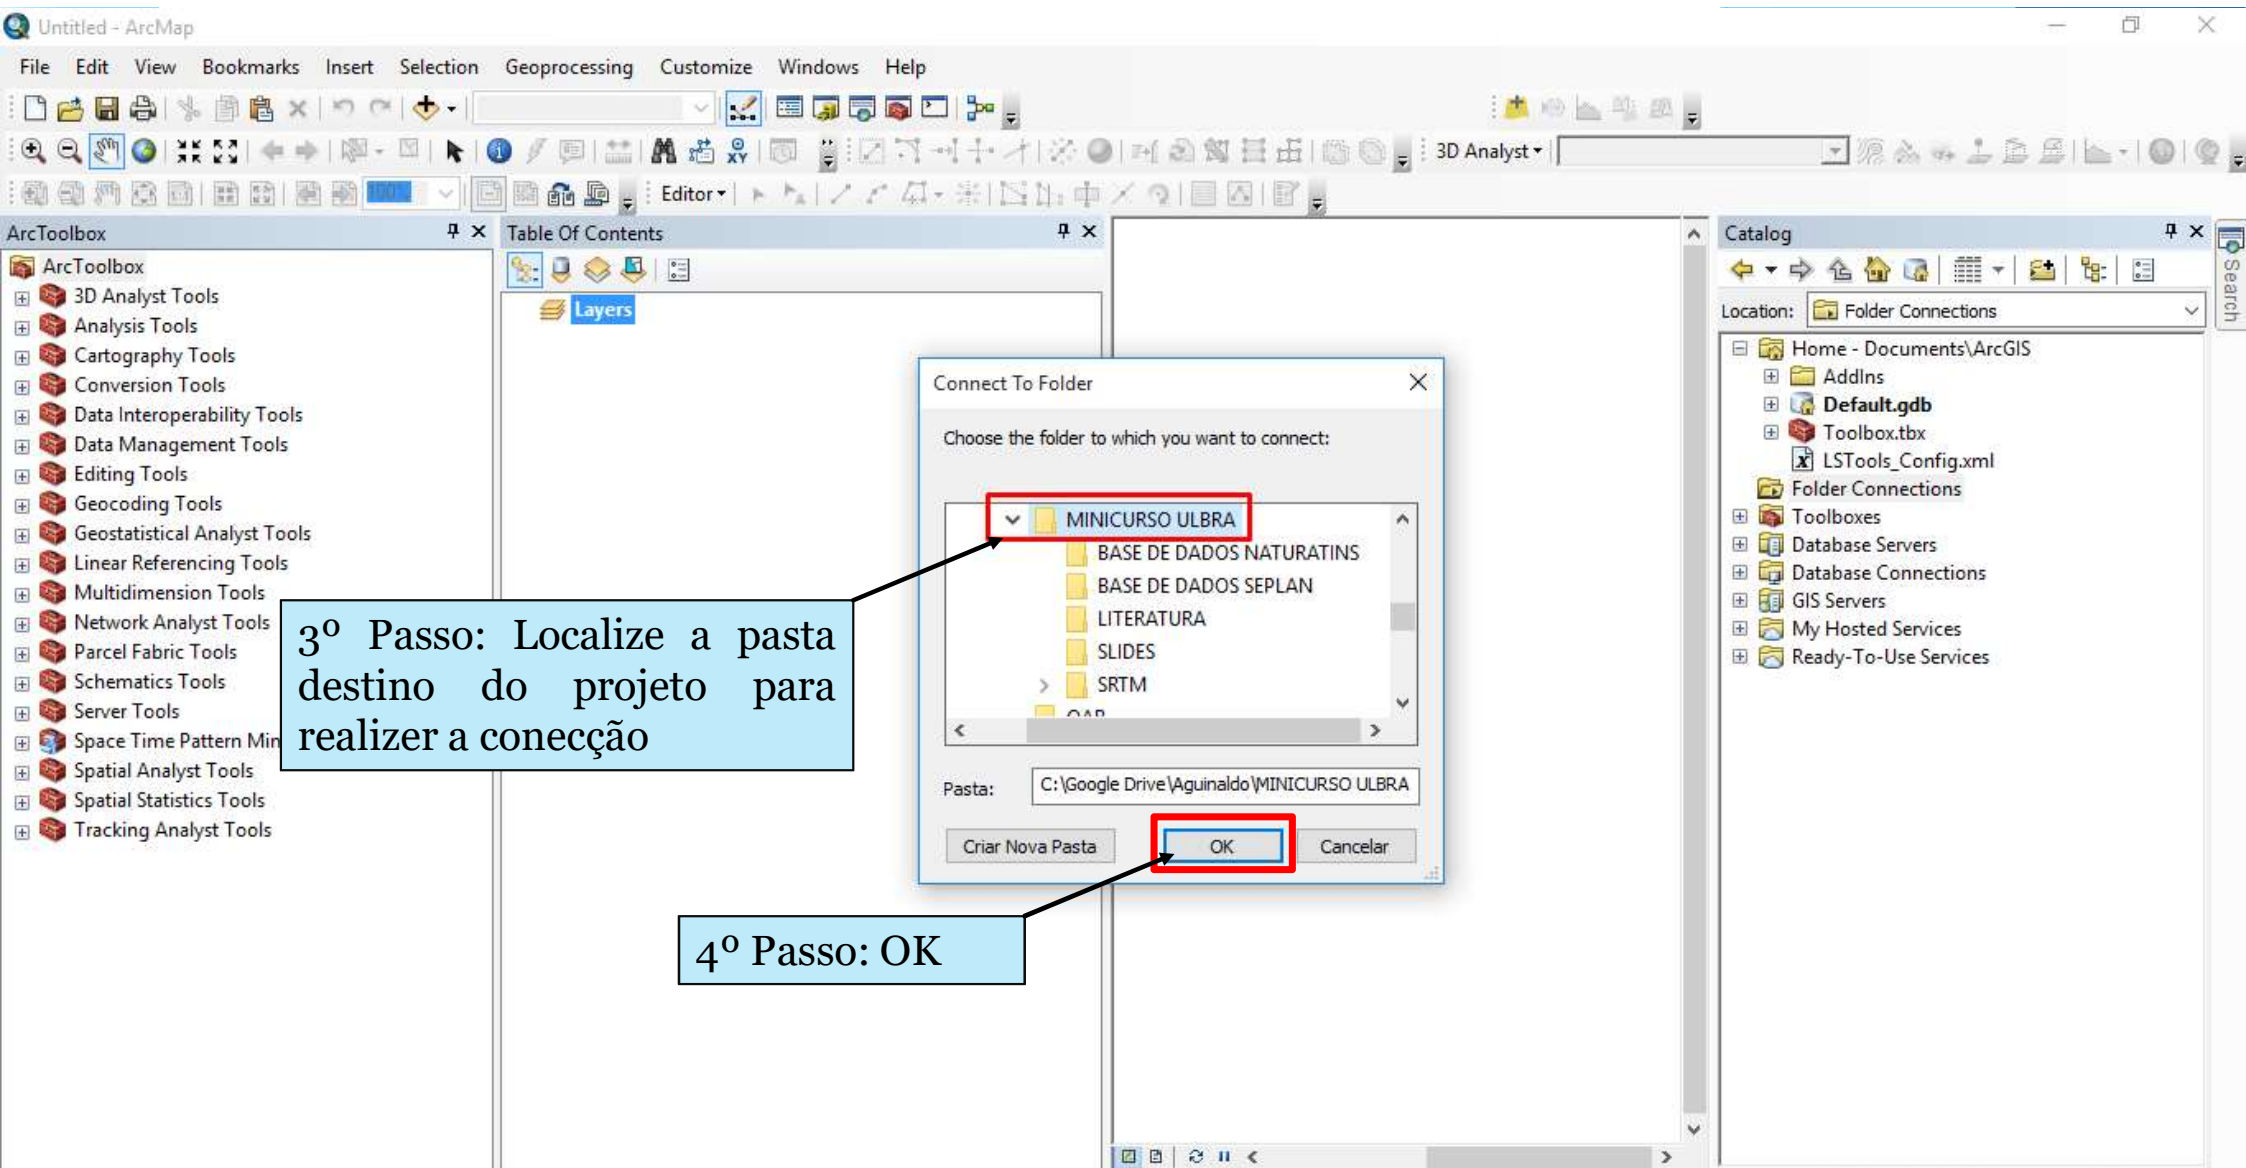 Untitled - ArcMap
File Edit View Bookmarks Insert Selection Geoprocessing Customize Windows Help
3D Analyst
100%
Editor
ArcToolbox
ArcToolbox
3D Analyst Tools
Analysis Tools
Cartography Tools
Conversion Tools
Data Interoperability Tools
Data Management Tools
Editing Tools
Geocoding Tools
Geostatistical Analyst Tools
Linear Referencing Tools
Multidimension Tools
Network Analyst Tools
Parcel Fabric Tools
Schematics Tools
Server Tools
Space Time Pattern Min
Spatial Analyst Tools
Spatial Statistics Tools
Tracking Analyst Tools
Table Of Contents
Layers
3º Passo: Localize a pasta
destino do projeto para
realizer a conecção
Connect To Folder
Choose the folder to which you want to connect:
MINICURSO ULBRA
BASE DE DADOS NATURATINS
BASE DE DADOS SEPLAN
LITERATURA
SLIDES
SRTM
Pasta: C:\Google Drive\Aguinaldo\MINICURSO ULBRA
Criar Nova Pasta OK Cancelar
4º Passo: OK
Catalog
Location: Folder Connections
Home - Documents\ArcGIS
AddIns
Default.gdb
Toolbox.tbx
LSTools_Config.xml
Folder Connections
Toolboxes
Database Servers
Database Connections
GIS Servers
My Hosted Services
Ready-To-Use Services
Search